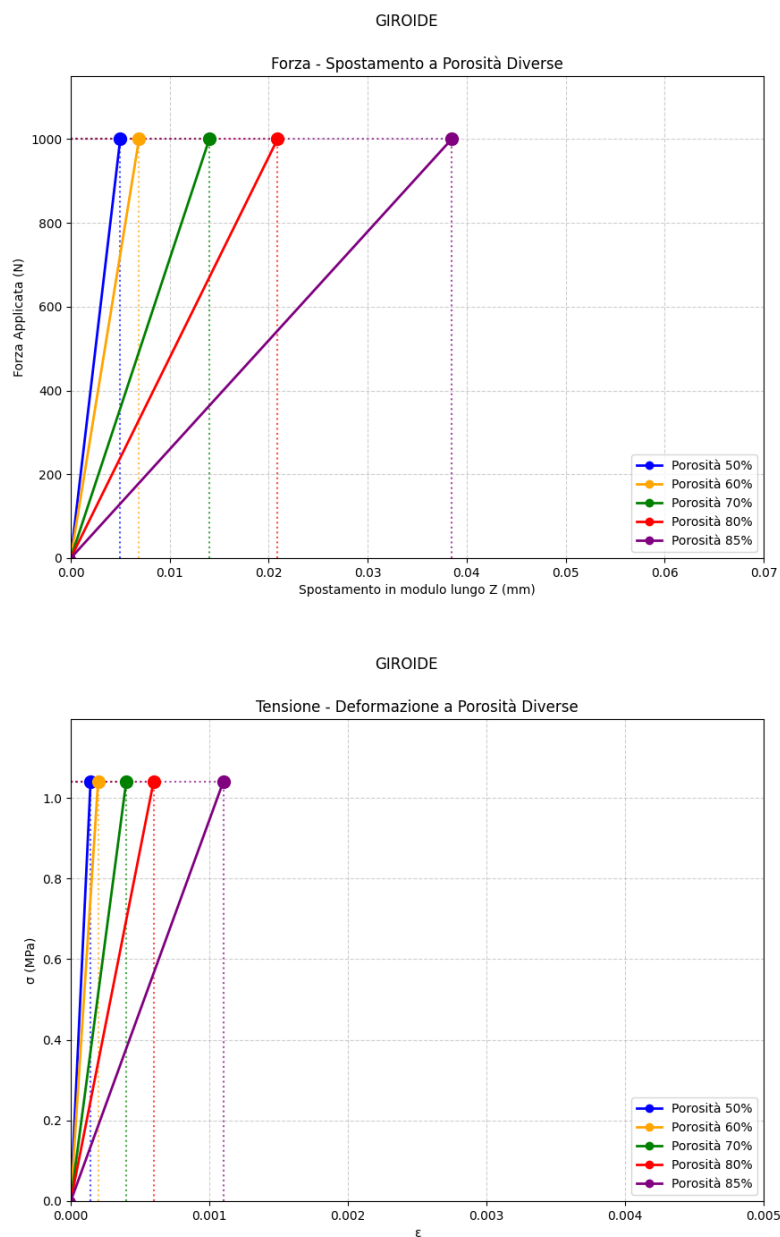 GIROIDE
Forza - Spostamento a Porosità Diverse
1000
800
600
400
200
0
Forza Applicata (N)
Porosità 50%
Porosità 60%
Porosità 70%
Porosità 80%
Porosità 85%
0.00 0.01 0.02 0.03 0.04 0.05 0.06 0.07
Spostamento in modulo lungo Z (mm)
GIROIDE
Tensione - Deformazione a Porosità Diverse
1.0
0.8
0.6
0.4
0.2
0.0
σ (MPa)
Porosità 50%
Porosità 60%
Porosità 70%
Porosità 80%
Porosità 85%
0.000 0.001 0.002 0.003 0.004 0.005
ε